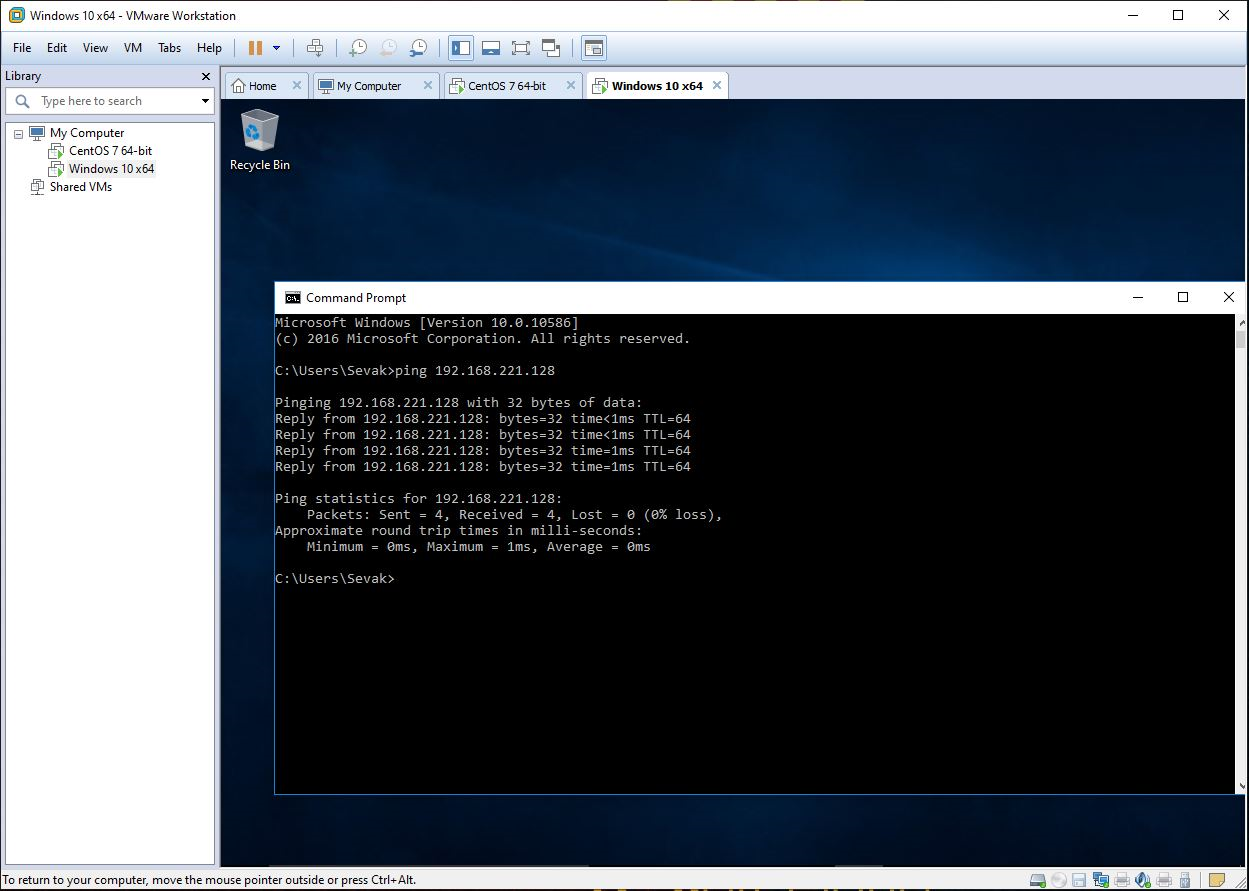 Windows 10 x64 - VMware Workstation
File Edit View VM Tabs Help
Library
Type here to search
My Computer
CentOS 7 64-bit
Windows 10 x64
Shared VMs
Home My Computer CentOS 7 64-bit Windows 10 x64
Recycle Bin
C:\. Command Prompt
Microsoft Windows [Version 10.0.10586]
(c) 2016 Microsoft Corporation. All rights reserved.
C:\Users\Sevak>ping 192.168.221.128
Pinging 192.168.221.128 with 32 bytes of data:
Reply from 192.168.221.128: bytes=32 time<1ms TTL=64
Reply from 192.168.221.128: bytes=32 time<1ms TTL=64
Reply from 192.168.221.128: bytes=32 time=1ms TTL=64
Reply from 192.168.221.128: bytes=32 time=1ms TTL=64
Ping statistics for 192.168.221.128:
Packets: Sent = 4, Received = 4, Lost = 0 (0% loss),
Approximate round trip times in milli-seconds:
Minimum = 0ms, Maximum = 1ms, Average = 0ms
C:\Users\Sevak>
To return to your computer, move the mouse pointer outside or press Ctrl+Alt.